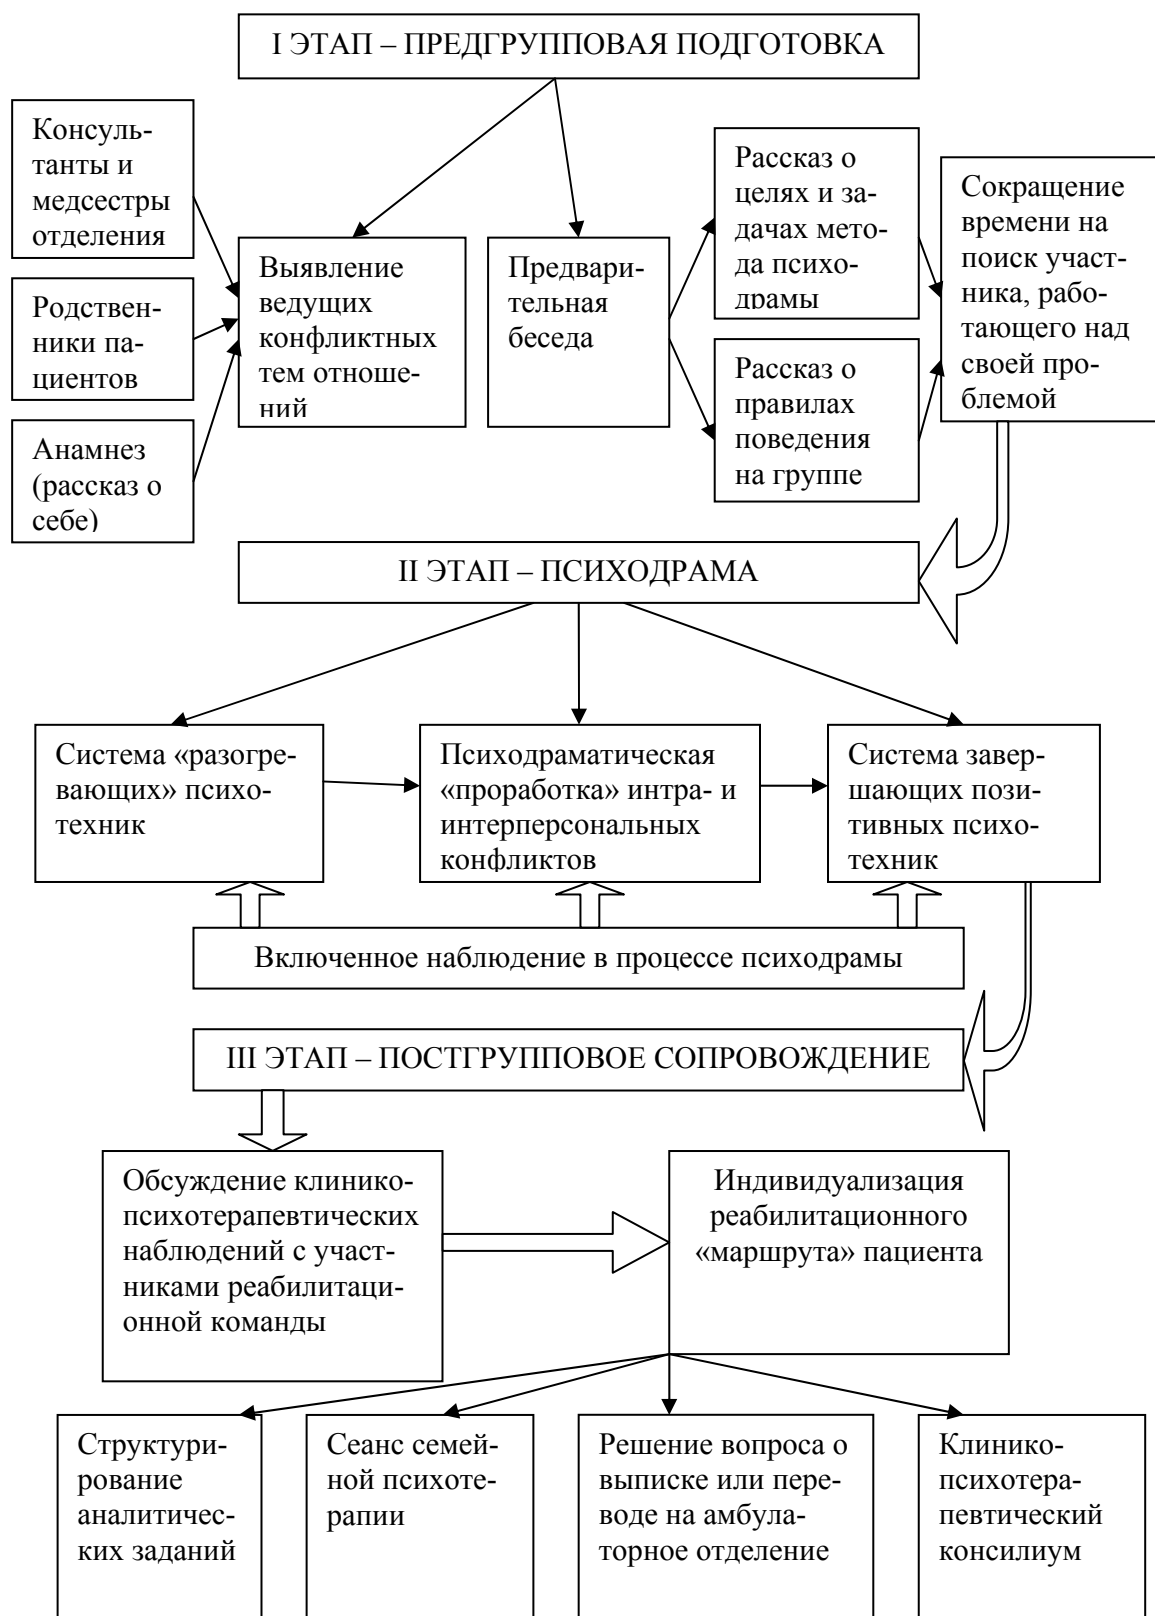 I ЭТАП – ПРЕДГРУППОВАЯ ПОДГОТОВКА
Консуль-
танты и
медсестры
отделения
Родствен-
ники па-
циентов
Анамнез
(рассказ о
себе)
Выявление
ведущих
конфликтных
тем отноше-
ний
Предвари-
тельная
беседа
Рассказ о
целях и за-
дачах мето-
да психо-
драмы
Рассказ о
правилах
поведения
на группе
Сокращение
времени на
поиск участ-
ника, рабо-
тающего над
своей про-
блемой
II ЭТАП – ПСИХОДРАМА
Система «разогре-
вающих» психо-
техник
Психодраматическая
«проработка» интра- и
интерперсональных
конфликтов
Система завер-
шающих пози-
тивных психо-
техник
Включенное наблюдение в процессе психодрамы
III ЭТАП – ПОСТГРУППОВОЕ СОПРОВОЖДЕНИЕ
Обсуждение клинико-
психотерапевтических
наблюдений с участ-
никами реабилитаци-
онной команды
Индивидуализация
реабилитационного
«маршрута» пациента
Структури-
рование
аналитичес-
ких заданий
Сеанс семей-
ной психоте-
рапии
Решение вопроса о
выписке или пере-
воде на амбула-
торное отделение
Клинико-
психотера-
певтический
консилиум